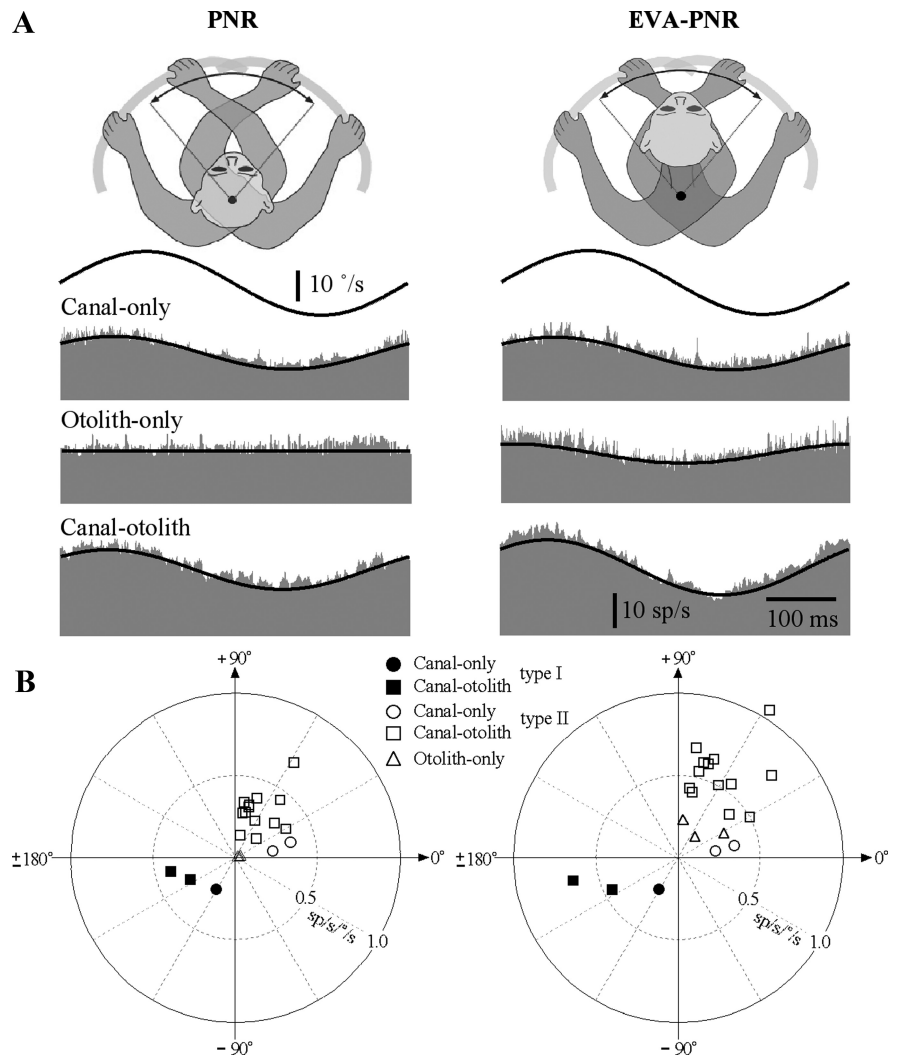 A
PNR
EVA-PNR
10 °/s
Canal-only
Otolith-only
Canal-otolith
10 sp/s
100 ms
B
+90°
+90°
Canal-only
Canal-otolith
type I
Canal-only
Canal-otolith
type II
Otolith-only
±180°
0°
±180°
0°
0.5
sp/s/°/s
1.0
0.5
sp/s/°/s
1.0
−90°
−90°